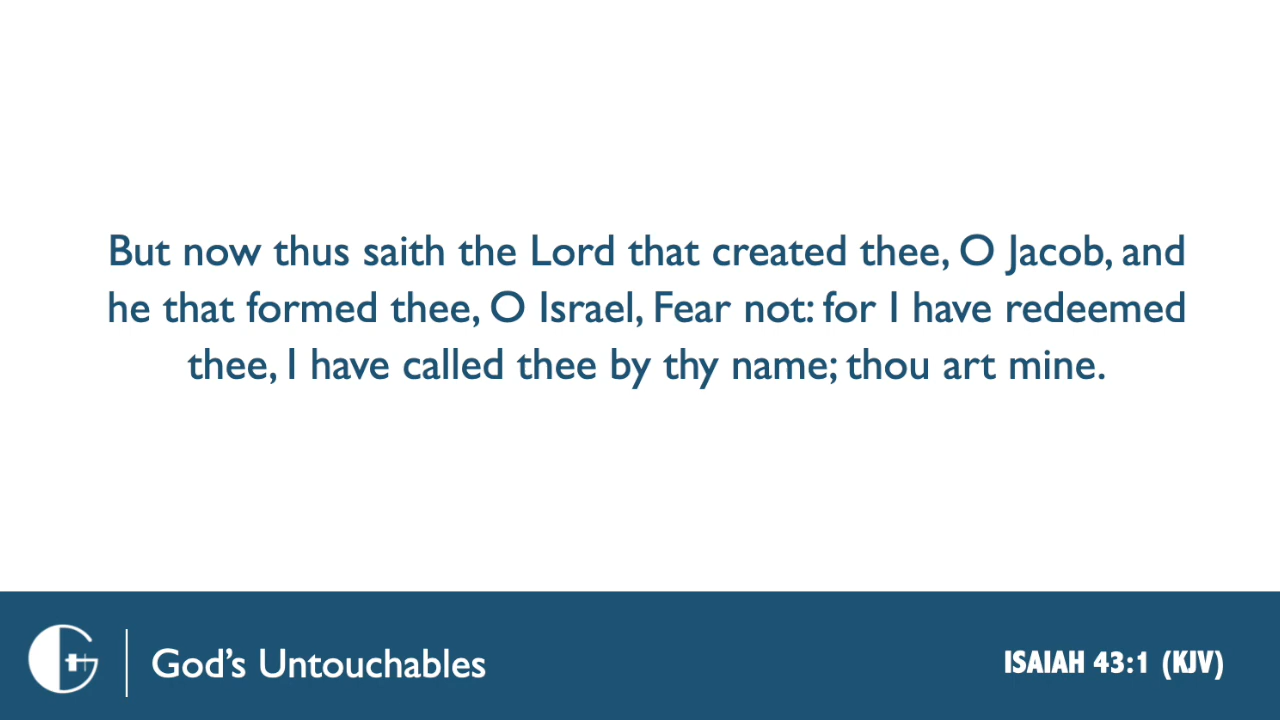 But now thus saith the Lord that created thee, O Jacob, and
he that formed thee, O Israel, Fear not: for I have redeemed
thee, I have called thee by thy name; thou art mine.
God's Untouchables
ISAIAH 43:1 (KJV)